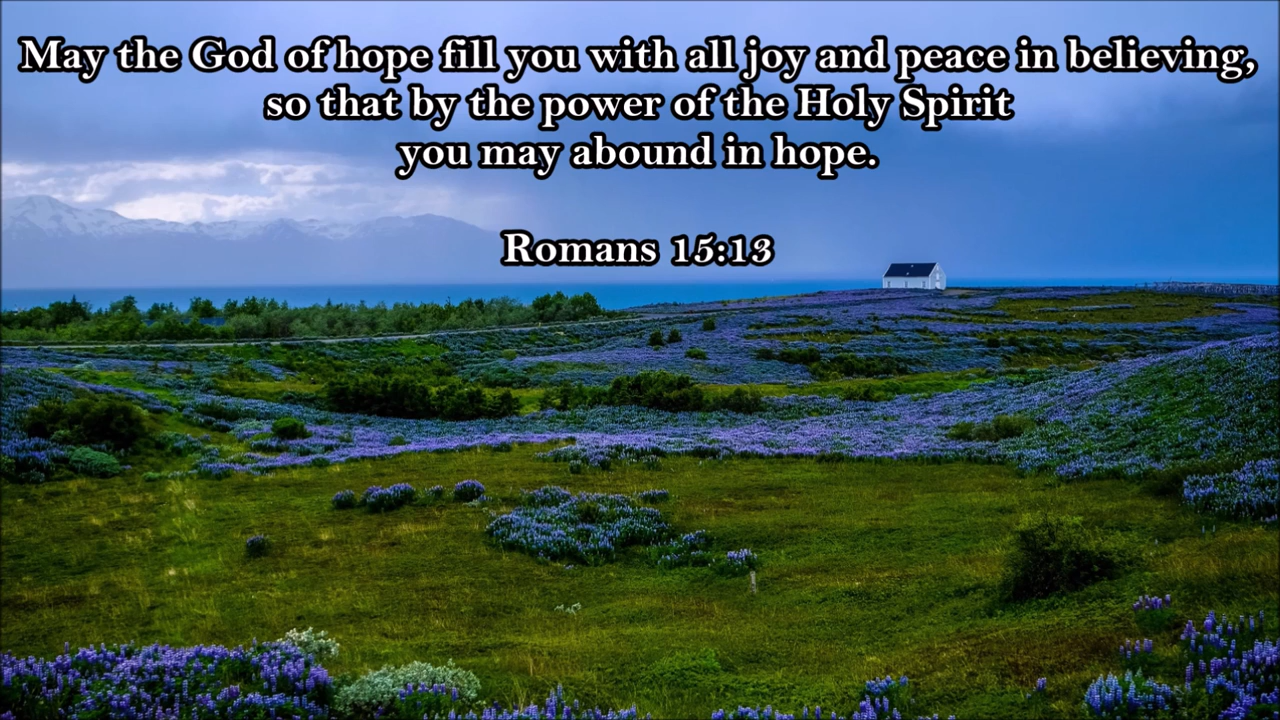 May the God of hope fill you with all joy and peace in believing,
so that by the power of the Holy Spirit
you may abound in hope.
Romans 15:13